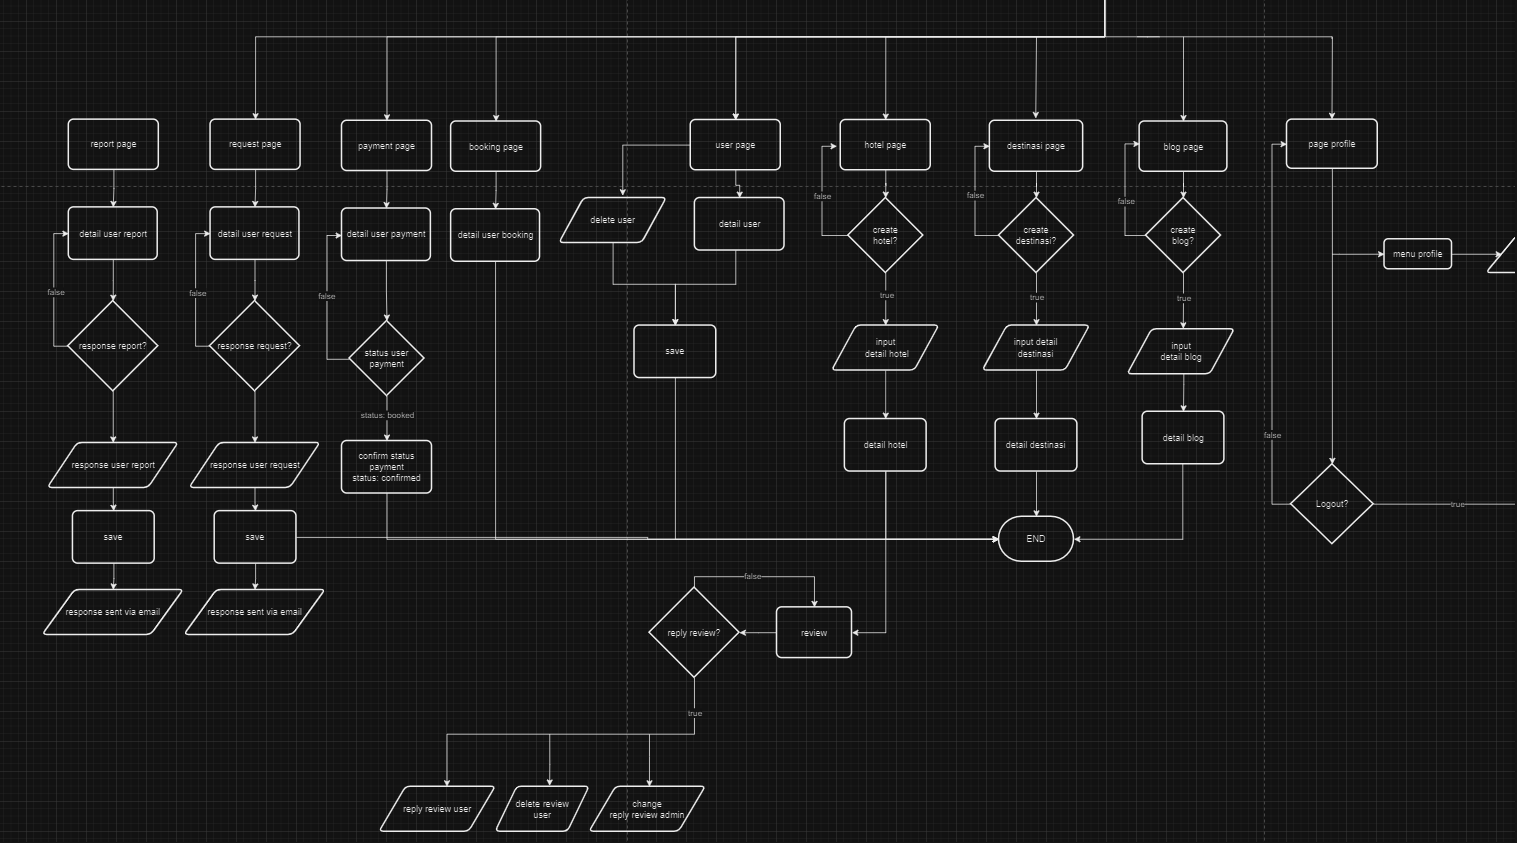 report page
request page
payment page
booking page
user page
hotel page
destinasi page
blog page
page profile
false
false
false
delete user
detail user
detail user report
detail user request
detail user payment
detail user booking
create
hotel?
create
destinasi?
create
blog?
menu profile
false
false
false
true
true
true
response report?
response request?
status user
payment
save
input
detail hotel
input detail
destinasi
input
detail blog
status: booked
false
detail hotel
detail destinasi
detail blog
response user report
response user request
confirm status
payment
status: confirmed
Logout?
true
save
save
END
false
response sent via email
response sent via email
reply review?
review
true
reply review user
delete review
user
change
reply review admin